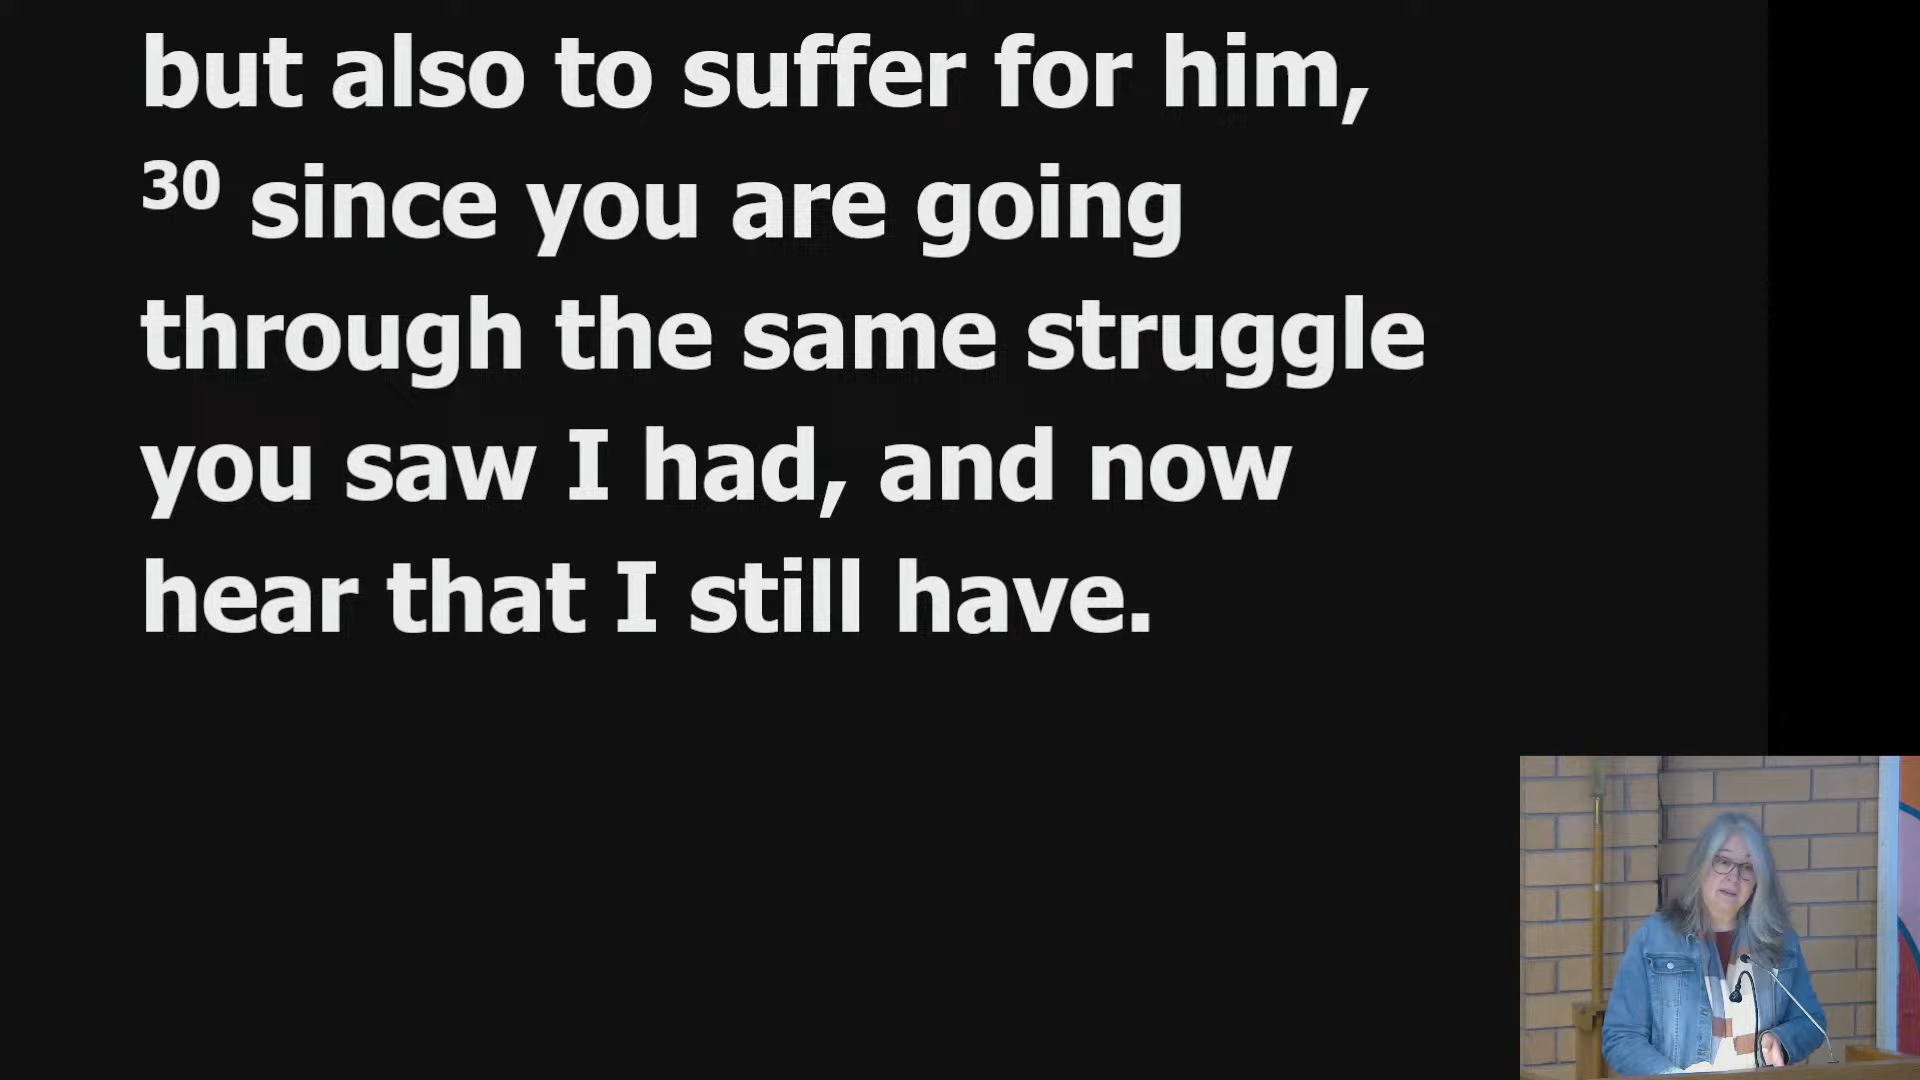 but also to suffer for him,
30 since you are going
through the same struggle
you saw I had, and now
hear that I still have.